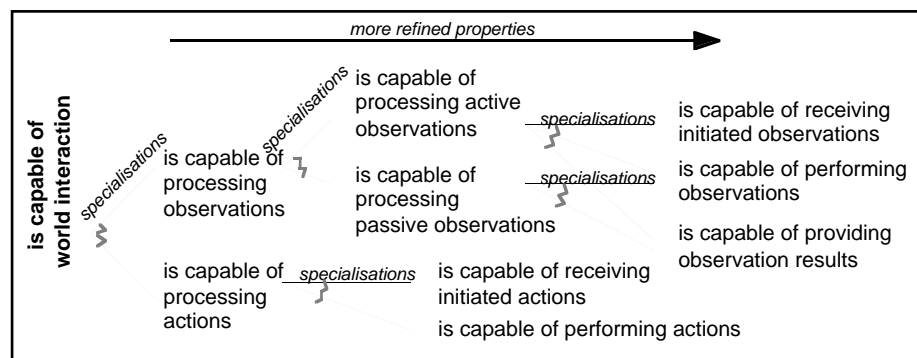 more refined properties
is capable of
world interaction
specialisations
is capable of
processing
observations
specialisations
is capable of
processing active
observations
specialisations
is capable of receiving
initiated observations
is capable of performing
observations
is capable of
processing
passive observations
specialisations
is capable of providing
observation results
is capable of
processing
actions
specialisations
is capable of receiving
initiated actions
is capable of performing actions